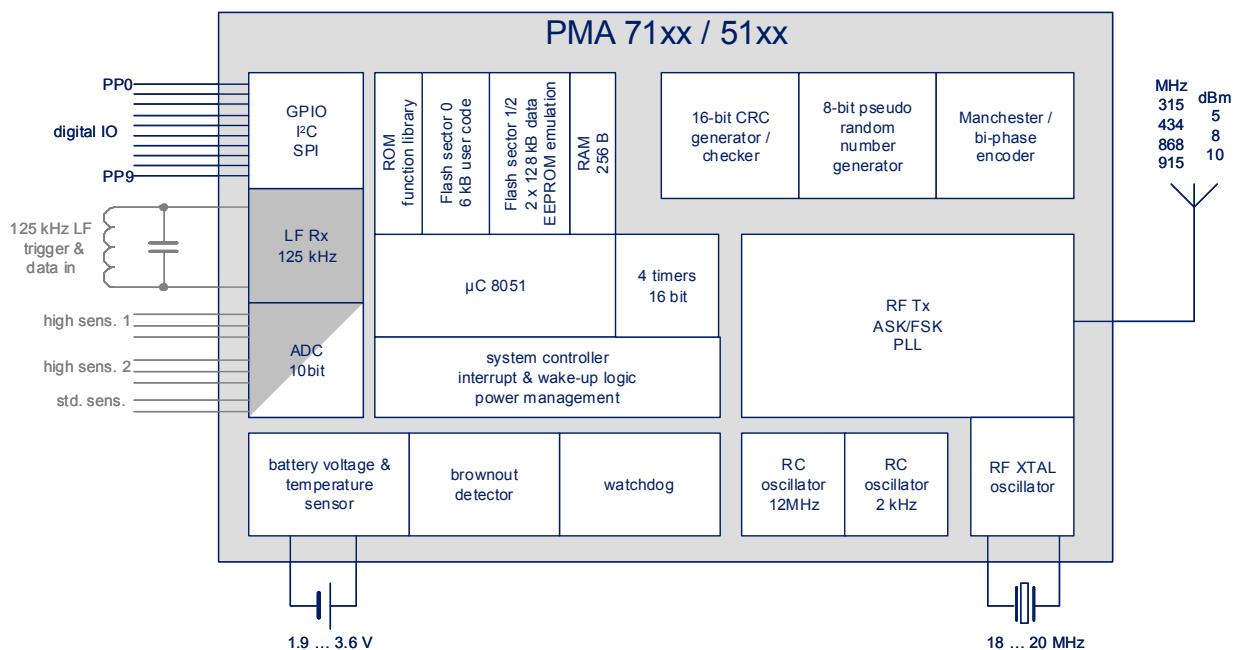 PMA 71xx / 51xx
PP0
digital IO
PP9
GPIO
I²C
SPI
ROM
function library
Flash sector 0
6 kB user code
Flash sector 1/2
2 x 128 kB data
EEPROM emulation
RAM
256 B
16-bit CRC
generator /
checker
8-bit pseudo
random
number
generator
Manchester /
bi-phase
encoder
MHz
315
434
868
915
dBm
5
8
10
125 kHz LF
trigger &
data in
LF Rx
125 kHz
µC 8051
4 timers
16 bit
RF Tx
ASK/FSK
PLL
high sens. 1
high sens. 2
std. sens.
ADC
10bit
system controller
interrupt & wake-up logic
power management
battery voltage &
temperature
sensor
brownout
detector
watchdog
RC
oscillator
12MHz
RC
oscillator
2 kHz
RF XTAL
oscillator
1.9 ... 3.6 V
18 ... 20 MHz